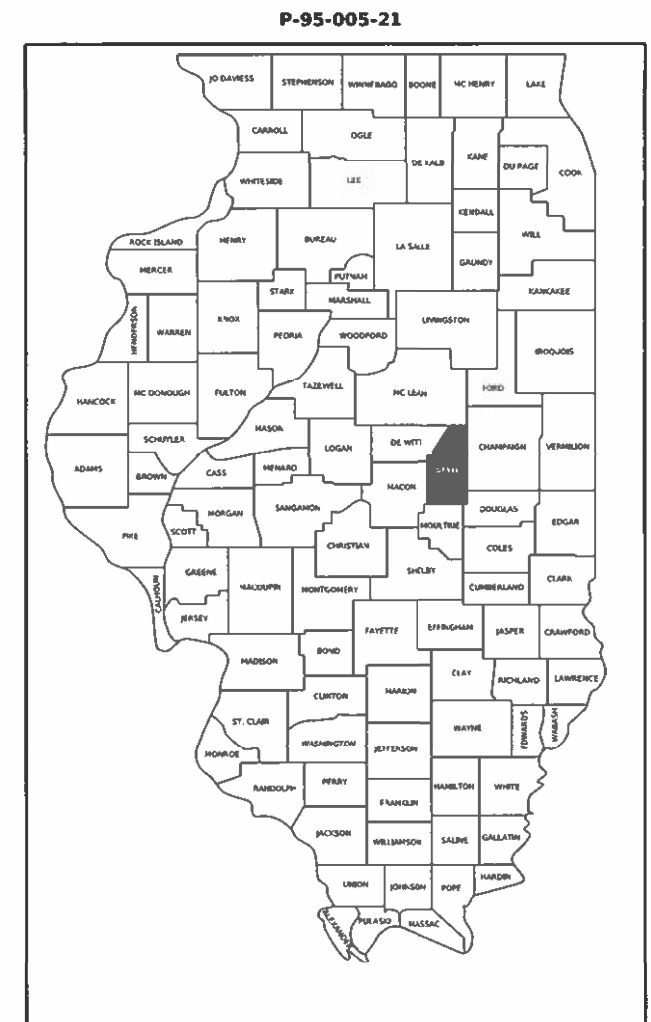 P-95-005-21
JO DAVIESS
STEPHENSON
WINNEBAGO
BOONE
MC HENRY
LAKE
CARROLL
OGLE
DE KALB
KANE
DU PAGE
COOK
WHITESIDE
LEE
KENDALL
WILL
ROCK ISLAND
HENRY
BUREAU
LA SALLE
GRUNDY
MERCER
PUTNAM
STARK
MARSHALL
KANKAKEE
HENDERSON
WARREN
KNOX
PEORIA
WOODFORD
LIVINGSTON
IROQUOIS
HANCOCK
MC DONOUGH
FULTON
TAZEWELL
MC LEAN
FORD
SCHUYLER
MASON
LOGAN
DE WITT
CHAMPAIGN
VERMILION
ADAMS
BROWN
CASS
MENARD
MACON
PIKE
SCOTT
MORGAN
SANGAMON
CHRISTIAN
MOULTRIE
DOUGLAS
EDGAR
COLES
GREENE
MACOUPIN
MONTGOMERY
SHELBY
CUMBERLAND
CLARK
CALHOUN
JERSEY
FAYETTE
EFFINGHAM
JASPER
CRAWFORD
MADISON
BOND
CLAY
RICHLAND
LAWRENCE
CLINTON
MARION
ST. CLAIR
WASHINGTON
JEFFERSON
WAYNE
EDWARDS
WABASH
MONROE
RANDOLPH
PERRY
HAMILTON
WHITE
FRANKLIN
JACKSON
WILLIAMSON
SALINE
GALLATIN
UNION
JOHNSON
POPE
HARDIN
ALEXANDER
PULASKI
MASSAC